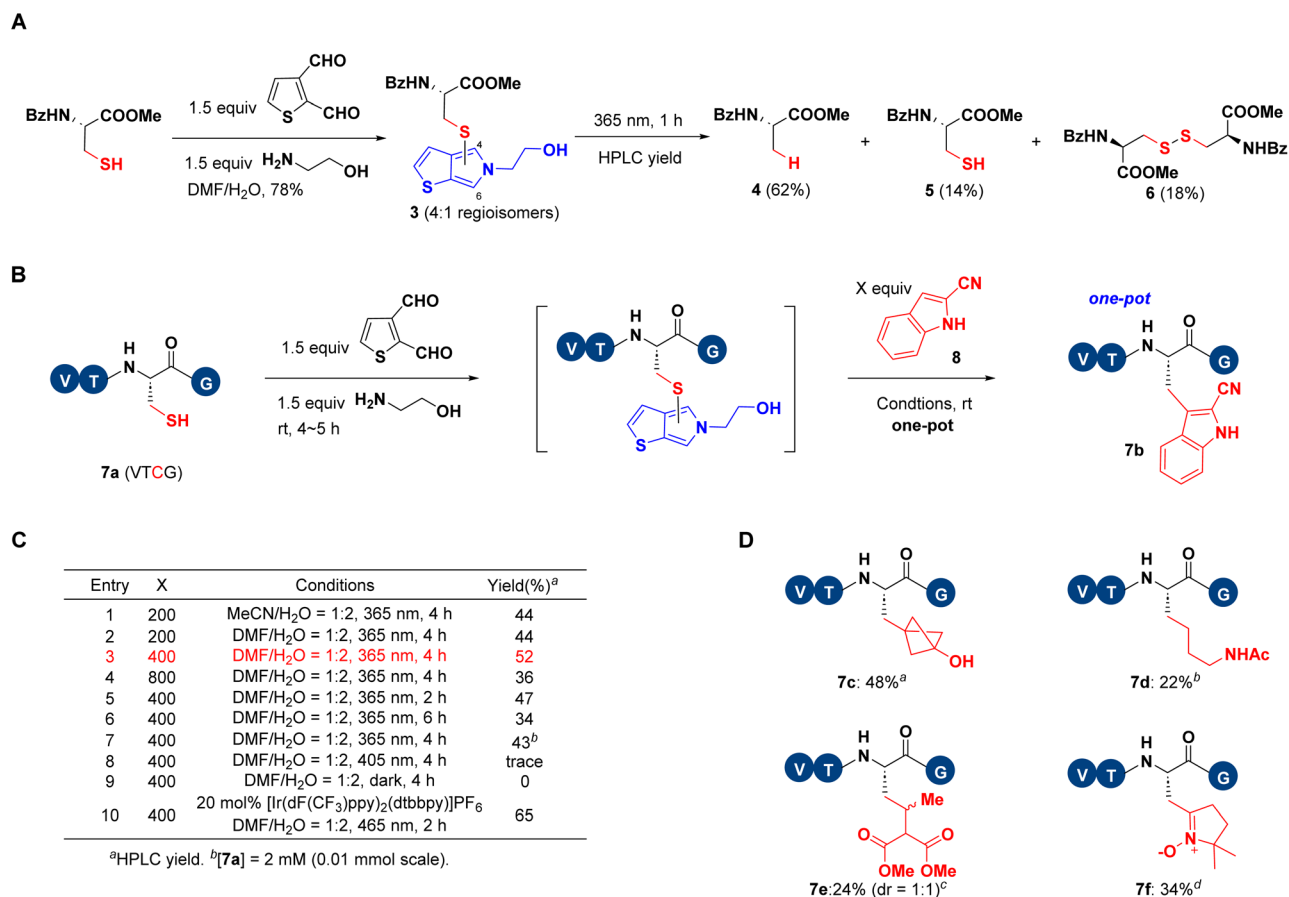 A
BzHN
COOMe
SH
1.5 equiv
CHO
CHO
S
1.5 equiv H₂N OH
DMF/H₂O, 78%
BzHN
COOMe
S
4
N
OH
S
6
3 (4:1 regioisomers)
365 nm, 1 h
HPLC yield
BzHN
COOMe
H
4 (62%)
+
BzHN
COOMe
SH
5 (14%)
+
BzHN
COOMe
S S
COOMe
NHBz
6 (18%)
B
V T
H
N
O
G
SH
7a (VTCG)
1.5 equiv
CHO
CHO
S
1.5 equiv H₂N OH
rt, 4~5 h
V T
H
N
O
G
S
N
OH
S
X equiv
CN
NH
8
Condtions, rt
one-pot
one-pot
V T
H
N
O
G
CN
NH
7b
C
Entry X Conditions Yield(%)ᵃ
1 200 MeCN/H₂O = 1:2, 365 nm, 4 h 44
2 200 DMF/H₂O = 1:2, 365 nm, 4 h 44
3 400 DMF/H₂O = 1:2, 365 nm, 4 h 52
4 800 DMF/H₂O = 1:2, 365 nm, 4 h 36
5 400 DMF/H₂O = 1:2, 365 nm, 2 h 47
6 400 DMF/H₂O = 1:2, 365 nm, 6 h 34
7 400 DMF/H₂O = 1:2, 365 nm, 4 h 43ᵇ
8 400 DMF/H₂O = 1:2, 405 nm, 4 h trace
9 400 DMF/H₂O = 1:2, dark, 4 h 0
10 400 20 mol% [Ir(dF(CF₃)ppy)₂(dtbbpy)]PF₆
DMF/H₂O = 1:2, 465 nm, 2 h 65
ᵃHPLC yield. ᵇ[7a] = 2 mM (0.01 mmol scale).
D
V T
H
N
O
G
OH
7c: 48%ᵃ
V T
H
N
O
G
NHAc
7d: 22%ᵇ
V T
H
N
O
G
Me
O O
OMe OMe
7e:24% (dr = 1:1)ᶜ
V T
H
N
O
G
-O N
+
7f: 34%ᵈ